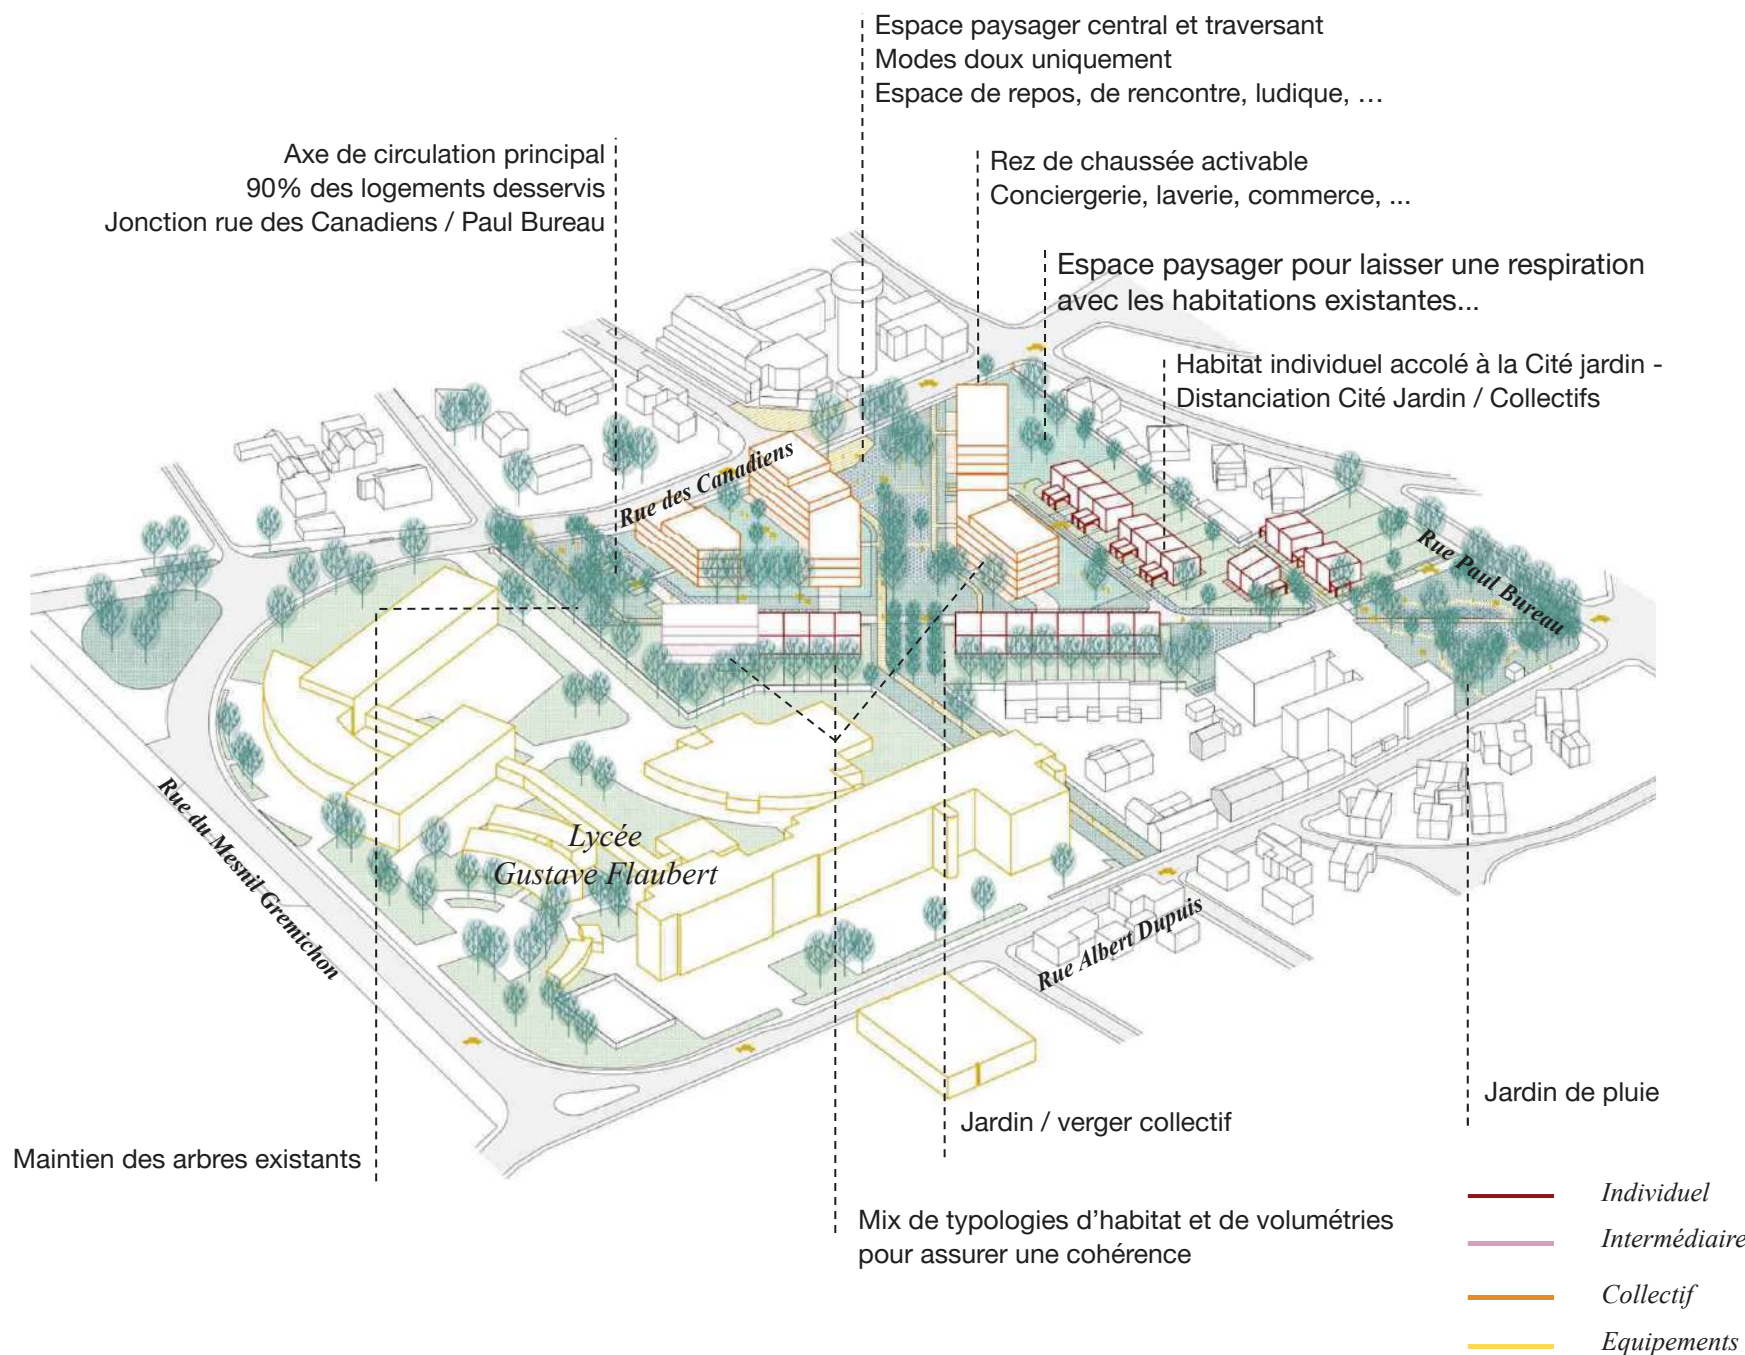 Espace paysager central et traversant
Modes doux uniquement
Espace de repos, de rencontre, ludique, …
Axe de circulation principal
90% des logements desservis
Jonction rue des Canadiens / Paul Bureau
Rez de chaussée activable
Conciergerie, laverie, commerce, ...
Espace paysager pour laisser une respiration
avec les habitations existantes...
Habitat individuel accolé à la Cité jardin -
Distanciation Cité Jardin / Collectifs
Rue des Canadiens
Rue Paul Bureau
Rue du Mesnil Gremichon
Lycée
Gustave Flaubert
Rue Albert Dupuis
Jardin de pluie
Jardin / verger collectif
Maintien des arbres existants
Mix de typologies d’habitat et de volumétries
pour assurer une cohérence
Individuel
Intermédiaire
Collectif
Equipements